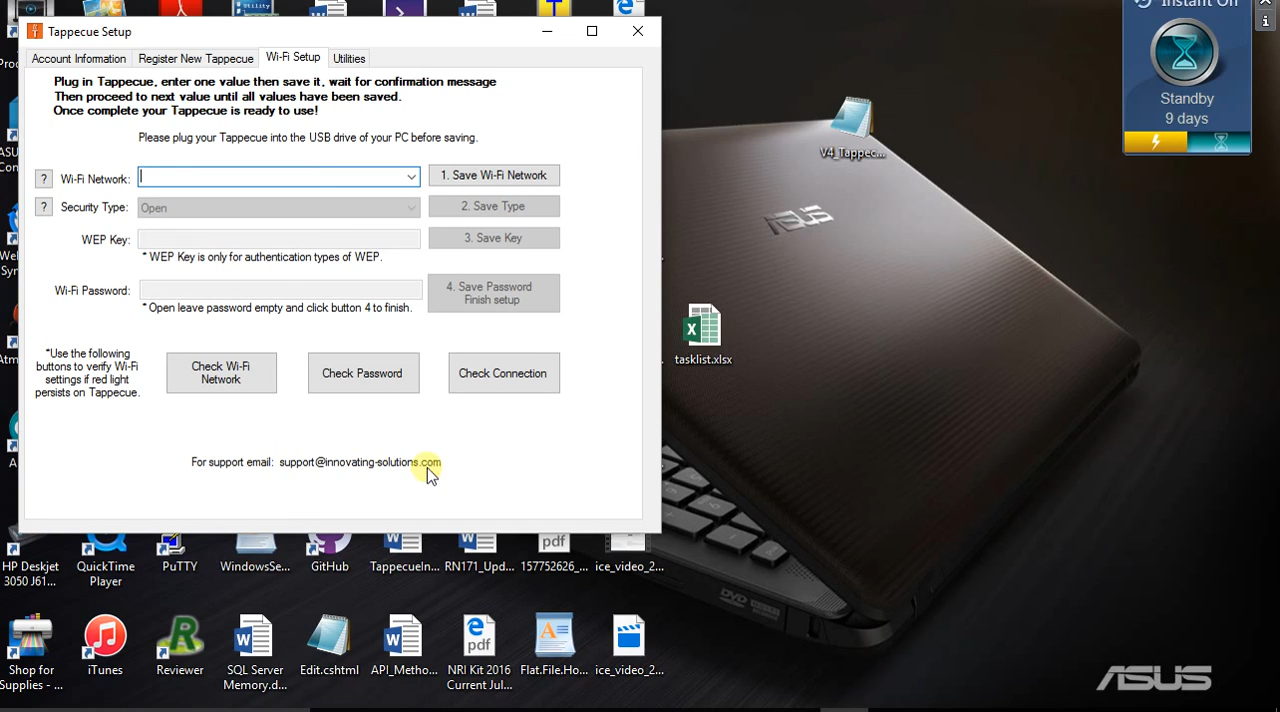 Tappecue Setup
Account Information
Register New Tappecue
Wi-Fi Setup
Utilities
Plug in Tappecue, enter one value then save it, wait for confirmation message
Then proceed to next value until all values have been saved.
Once complete your Tappecue is ready to use!
Please plug your Tappecue into the USB drive of your PC before saving.
? Wi-Fi Network:
1. Save Wi-Fi Network
? Security Type: Open
2. Save Type
WEP Key:
3. Save Key
* WEP Key is only for authentication types of WEP.
Wi-Fi Password:
4. Save Password
Finish setup
* Open leave password empty and click button 4 to finish.
*Use the following
buttons to verify Wi-Fi
settings if red light
persists on Tappecue.
Check Wi-Fi
Network
Check Password
Check Connection
For support email: support@innovating-solutions.com
Instant On
Standby
9 days
V4_Tappec...
ASUS
tasklist.xlsx
HP Deskjet
3050 J61...
QuickTime
Player
PuTTY
WindowsSe...
GitHub
TappecueIn...
RN171_Upd...
pdf
157752626_...
ice_video_2...
Shop for
Supplies - ...
iTunes
Reviewer
SQL Server
Memory.d...
Edit.cshtml
API_Metho...
pdf
NRI Kit 2016
Current Jul...
Flat.File.Ho...
ice_video_2...
ASUS